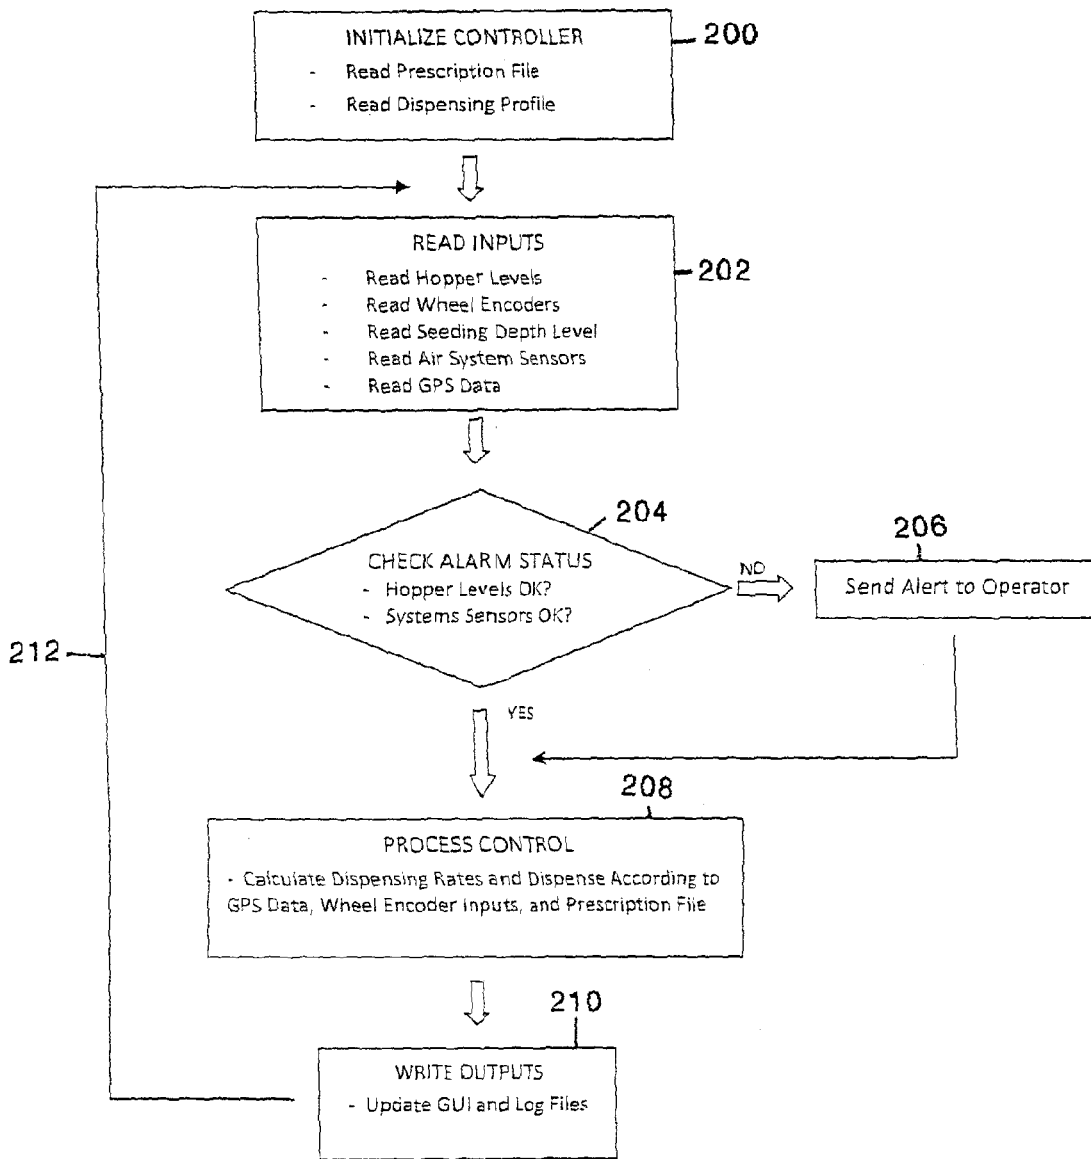 INITIALIZE CONTROLLER
- Read Prescription File
- Read Dispensing Profile
200
READ INPUTS
- Read Hopper Levels
- Read Wheel Encoders
- Read Seeding Depth Level
- Read Air System Sensors
- Read GPS Data
202
204
CHECK ALARM STATUS
- Hopper Levels OK?
- Systems Sensors OK?
NO
206
Send Alert to Operator
212
YES
208
PROCESS CONTROL
- Calculate Dispensing Rates and Dispense According to
GPS Data, Wheel Encoder Inputs, and Prescription File
210
WRITE OUTPUTS
- Update GUI and Log Files